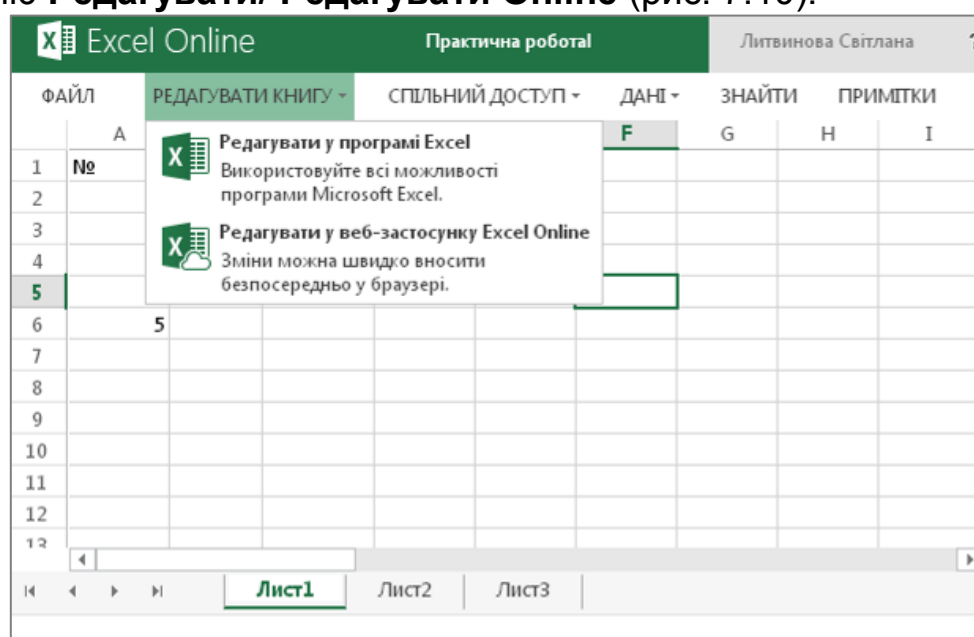 Редагувати/ Редагувати Online (рис. 7.
Excel Online Практична робота1 Литвинова Світлана ?
ФАЙЛ РЕДАГУВАТИ КНИГУ СПІЛЬНИЙ ДОСТУП ДАНІ ЗНАЙТИ ПРИМІТКИ
A F G H I
Редагувати у програмі Excel
1 №
Використовуйте всі можливості
2
програми Microsoft Excel.
3
Редагувати у веб-застосунку Excel Online
4
Зміни можна швидко вносити
5
безпосередньо у браузері.
6 5
7
8
9
10
11
12
13
Лист1 Лист2 Лист3